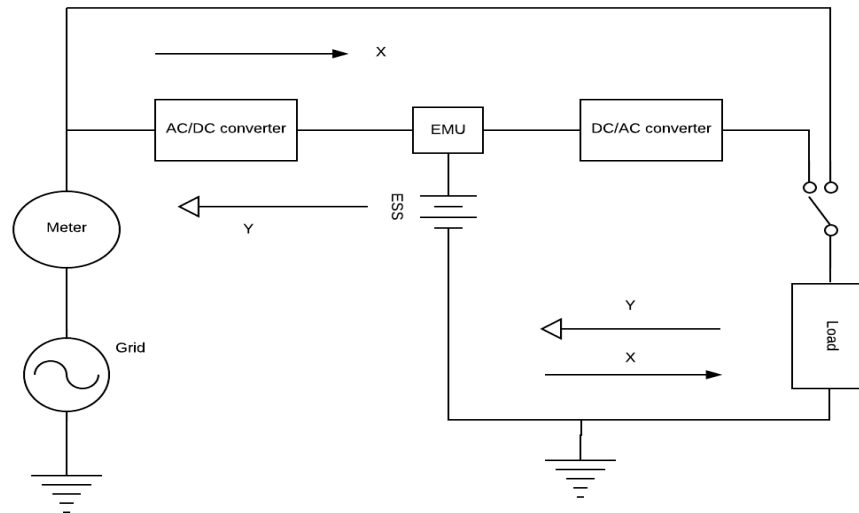 X
AC/DC converter
EMU
DC/AC converter
ESS
Y
Meter
Grid
Y
X
Load